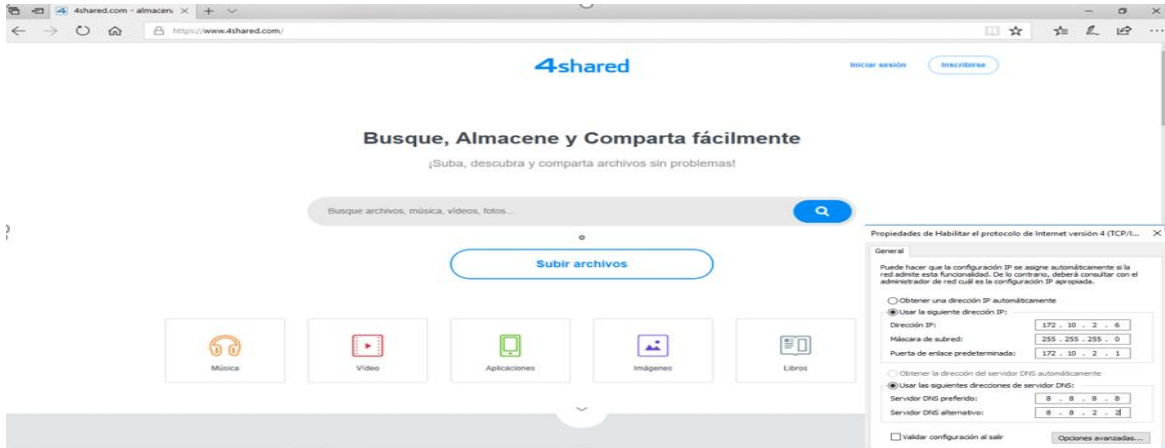 4shared.com - almacen
https://www.4shared.com/
4shared
Iniciar sesión
Inscribirse
Busque, Almacene y Comparta fácilmente
¡Suba, descubra y comparta archivos sin problemas!
Busque archivos, música, vídeos, fotos...
o
Subir archivos
Música
Vídeo
Aplicaciones
Imágenes
Libros
Propiedades de Habilitar el protocolo de Internet versión 4 (TCP/I...
General
Puede hacer que la configuración IP se asigne automáticamente si la
red admite esta funcionalidad. De lo contrario, deberá consultar con el
administrador de red cuál es la configuración IP apropiada.
Obtener una dirección IP automáticamente
Usar la siguiente dirección IP:
Dirección IP: 172 . 10 . 2 . 6
Máscara de subred: 255 . 255 . 255 . 0
Puerta de enlace predeterminada: 172 . 10 . 2 . 1
Obtener la dirección del servidor DNS automáticamente
Usar las siguientes direcciones de servidor DNS:
Servidor DNS preferido: 8 . 8 . 8 . 8
Servidor DNS alternativo: 8 . 8 . 2 . 2
Validar configuración al salir
Opciones avanzadas...